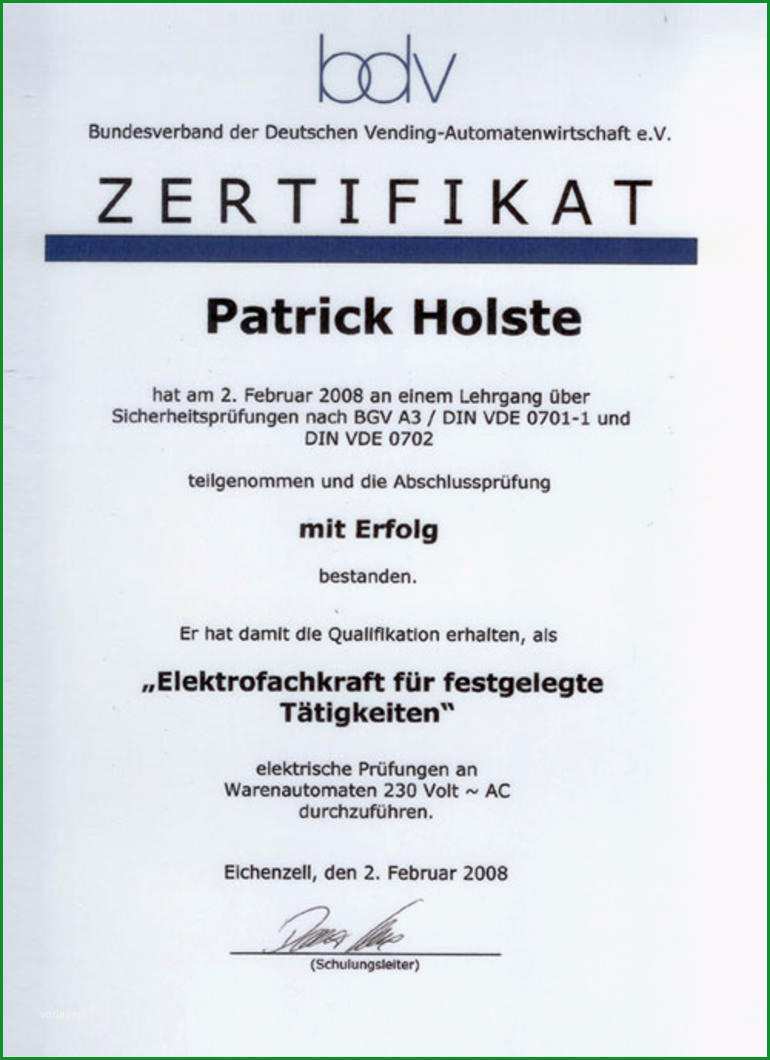 bdv
Bundesverband der Deutschen Vending-Automatenwirtschaft e.V.
ZERTIFIKAT
Patrick Holste
hat am 2. Februar 2008 an einem Lehrgang über
Sicherheitsprüfungen nach BGV A3 / DIN VDE 0701-1 und
DIN VDE 0702
teilgenommen und die Abschlussprüfung
mit Erfolg
bestanden.
Er hat damit die Qualifikation erhalten, als
„Elektrofachkraft für festgelegte
Tätigkeiten“
elektrische Prüfungen an
Warenautomaten 230 Volt ~ AC
durchzuführen.
Eichenzell, den 2. Februar 2008
(Schulungsleiter)